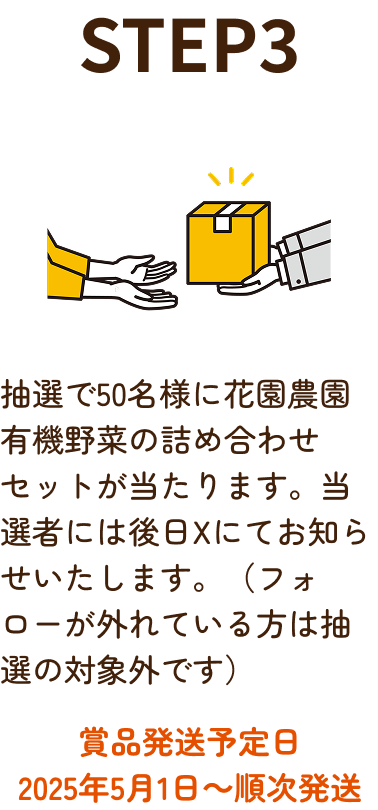 STEP3
抽選で50名様に花園農園
有機野菜の詰め合わせ
セットが当たります。当
選者には後日Xにてお知ら
せいたします。（フォ
ローが外れている方は抽
選の対象外です）
賞品発送予定日
2025年5月1日〜順次発送